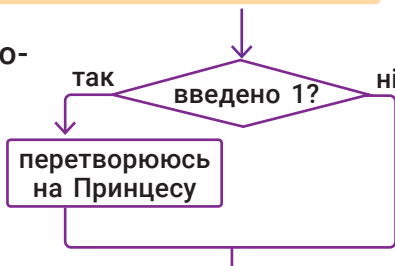 о-
так
ні
введено 1?
перетворююсь
на Принцесу